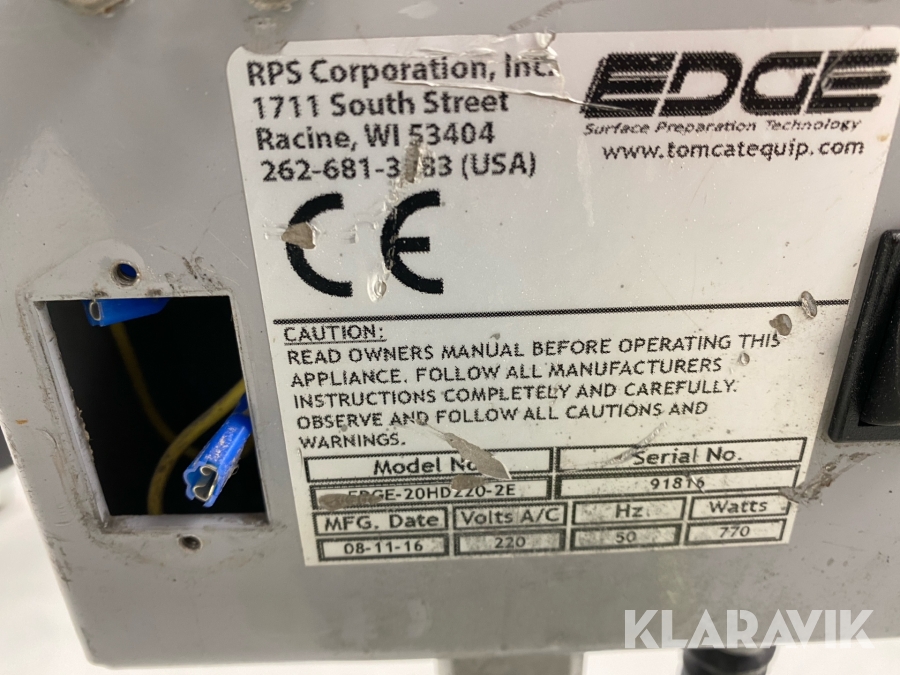 RPS Corporation, Inc.
1711 South Street
Racine, WI 53404
262-681-3 83 (USA)
EDGE
Surface Preparation Technology
www.tomcatequip.com
CE
CAUTION:
READ OWNERS MANUAL BEFORE OPERATING THIS
APPLIANCE. FOLLOW ALL MANUFACTURERS
INSTRUCTIONS COMPLETELY AND CAREFULLY.
OBSERVE AND FOLLOW ALL CAUTIONS AND
WARNINGS.
Model No. Serial No.
EDGE-20HD220-2E 91816
MFG. Date Volts A/C Hz Watts
08-11-16 220 50 770
KLARAVIK